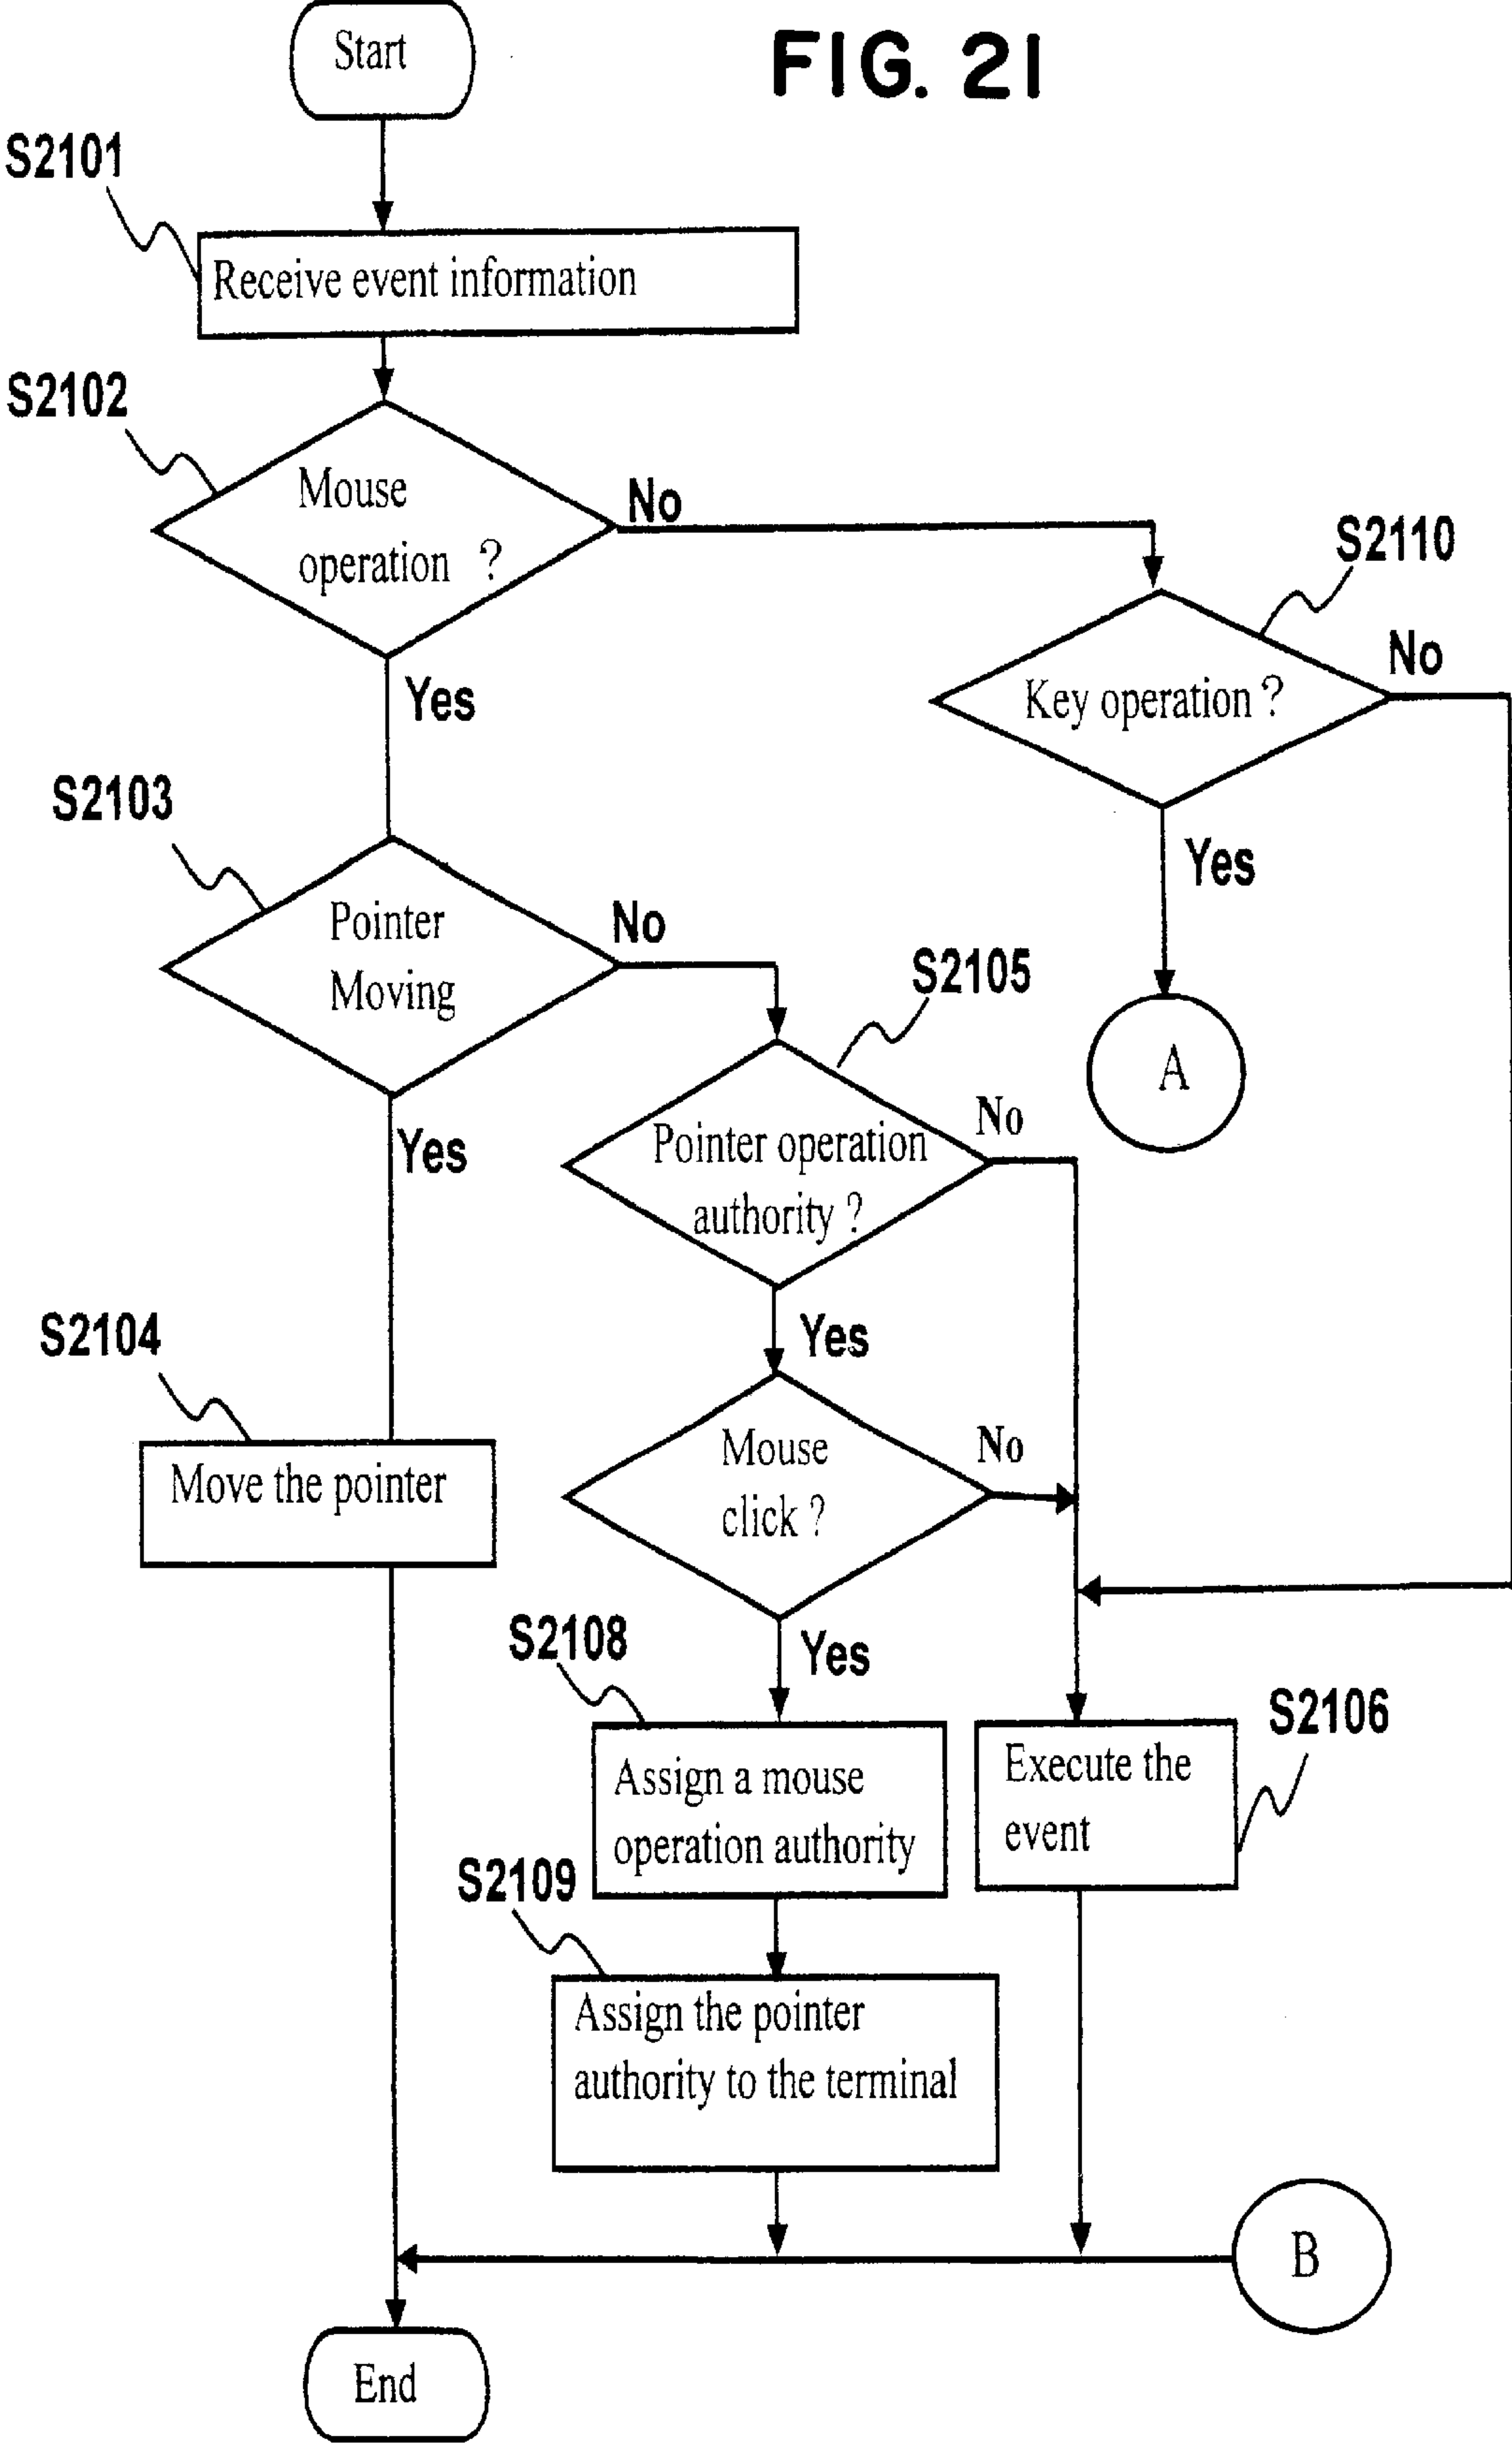 Start
FIG. 21
S2101
Receive event information
S2102
Mouse
operation ?
No
S2110
Key operation ?
No
Yes
Yes
S2103
Pointer
Moving
No
S2105
A
Pointer operation
authority ?
No
Yes
Yes
S2104
Move the pointer
Mouse
click ?
No
Yes
S2108
Assign a mouse
operation authority
S2106
Execute the
event
S2109
Assign the pointer
authority to the terminal
B
End